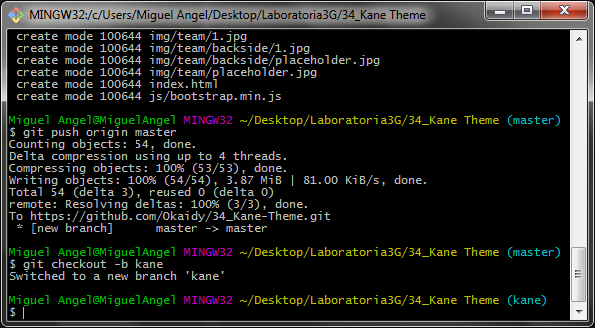 MINGW32:/c/Users/Miguel Angel/Desktop/Laboratoria3G/34_Kane Theme
create mode 100644 img/team/1.jpg
create mode 100644 img/team/backside/1.jpg
create mode 100644 img/team/backside/placeholder.jpg
create mode 100644 img/team/placeholder.jpg
create mode 100644 index.html
create mode 100644 js/bootstrap.min.js
Miguel Angel@MiguelAngel MINGW32 ~/Desktop/Laboratoria3G/34_Kane Theme (master)
$ git push origin master
Counting objects: 54, done.
Delta compression using up to 4 threads.
Compressing objects: 100% (53/53), done.
Writing objects: 100% (54/54), 3.87 MiB | 81.00 KiB/s, done.
Total 54 (delta 3), reused 0 (delta 0)
remote: Resolving deltas: 100% (3/3), done.
To https://github.com/Okaidy/34_Kane-Theme.git
* [new branch]      master -> master
Miguel Angel@MiguelAngel MINGW32 ~/Desktop/Laboratoria3G/34_Kane Theme (master)
$ git checkout -b kane
Switched to a new branch 'kane'
Miguel Angel@MiguelAngel MINGW32 ~/Desktop/Laboratoria3G/34_Kane Theme (kane)
$